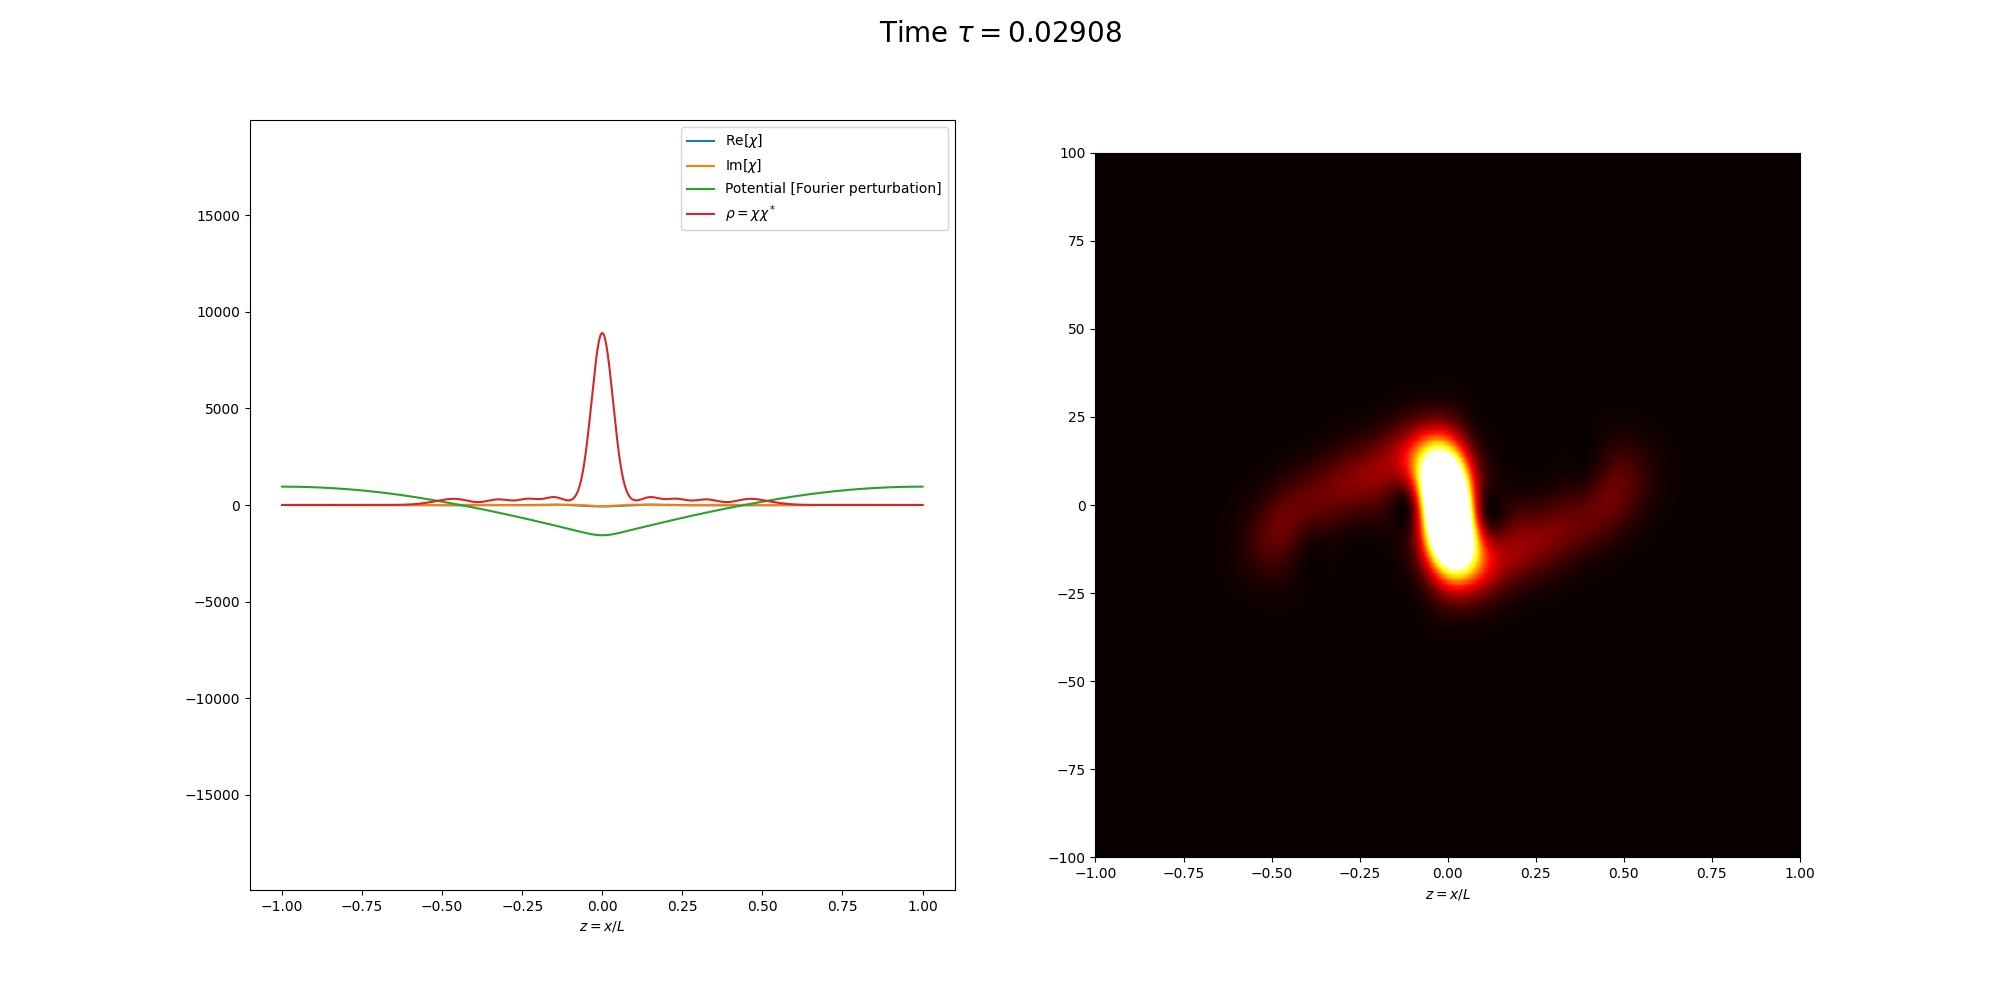 Time τ = 0.02908
Re[χ]
Im[χ]
Potential [Fourier perturbation]
ρ = χχ*
15000
10000
5000
0
−5000
−10000
−15000
−1.00 −0.75 −0.50 −0.25 0.00 0.25 0.50 0.75 1.00
z = x/L
100
75
50
25
0
−25
−50
−75
−100
−1.00 −0.75 −0.50 −0.25 0.00 0.25 0.50 0.75 1.00
z = x/L